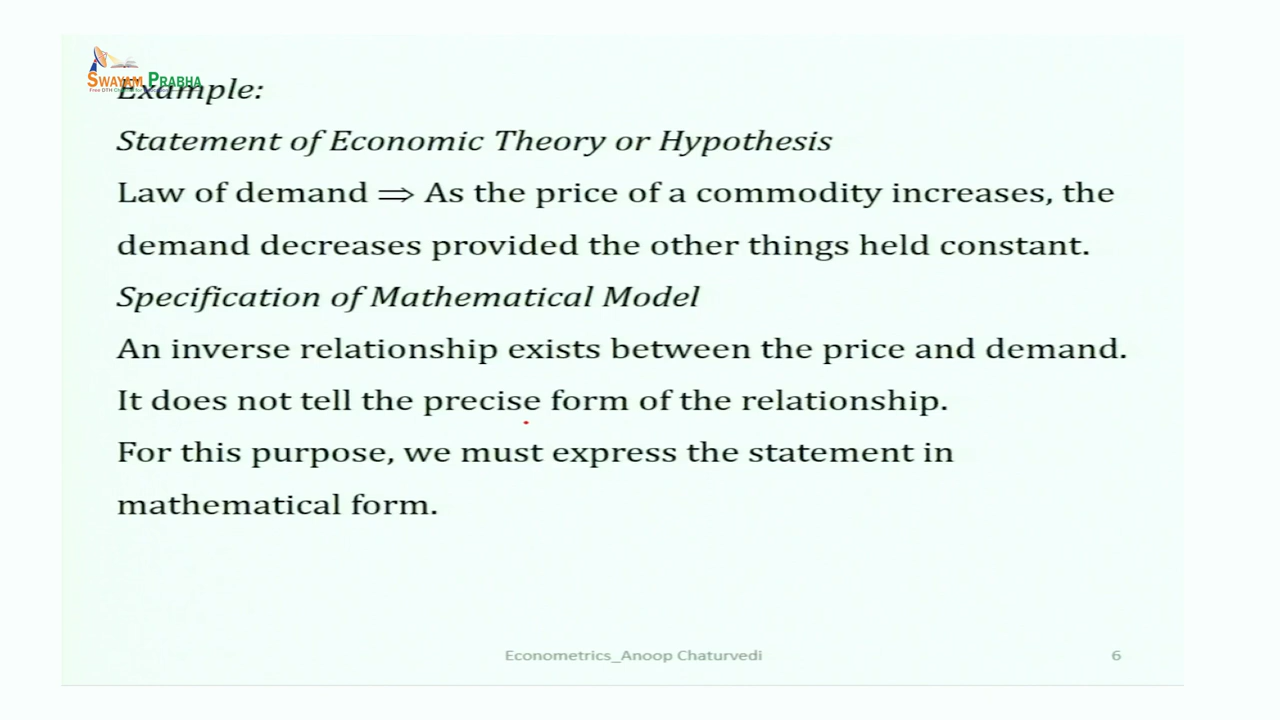 SWAYAM PRABHA
Example:
Statement of Economic Theory or Hypothesis
Law of demand ⟹ As the price of a commodity increases, the
demand decreases provided the other things held constant.
Specification of Mathematical Model
An inverse relationship exists between the price and demand.
It does not tell the precise form of the relationship.
For this purpose, we must express the statement in
mathematical form.
Econometrics_Anoop Chaturvedi
6